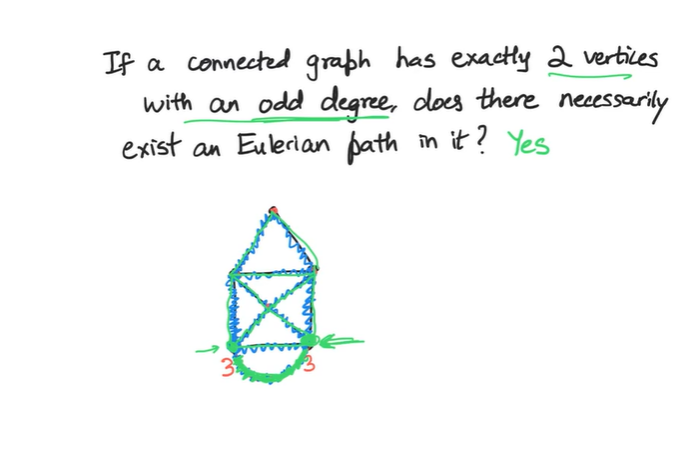 If a connected graph has exactly 2 vertices
with an odd degree, does there necessarily
exist an Eulerian path in it? Yes
3 3